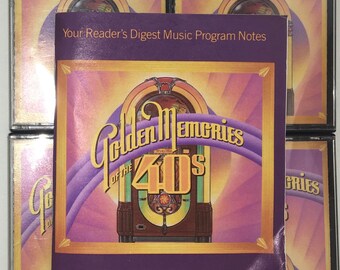 Your Reader's Digest Music Program Notes
Golden Memories
OF THE
40's